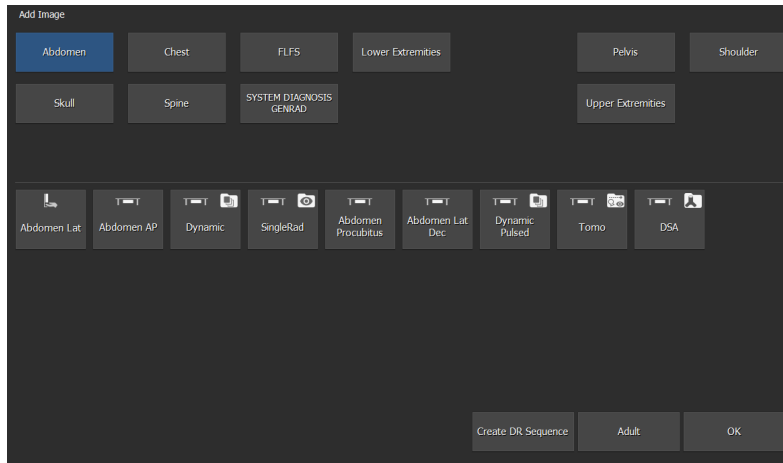 Add Image
Abdomen
Chest
FLFS
Lower Extremities
Pelvis
Shoulder
Skull
Spine
SYSTEM DIAGNOSIS
GENRAD
Upper Extremities
Abdomen Lat
Abdomen AP
Dynamic
SingleRad
Abdomen
Procubitus
Abdomen Lat
Dec
Dynamic
Pulsed
Tomo
DSA
Create DR Sequence
Adult
OK